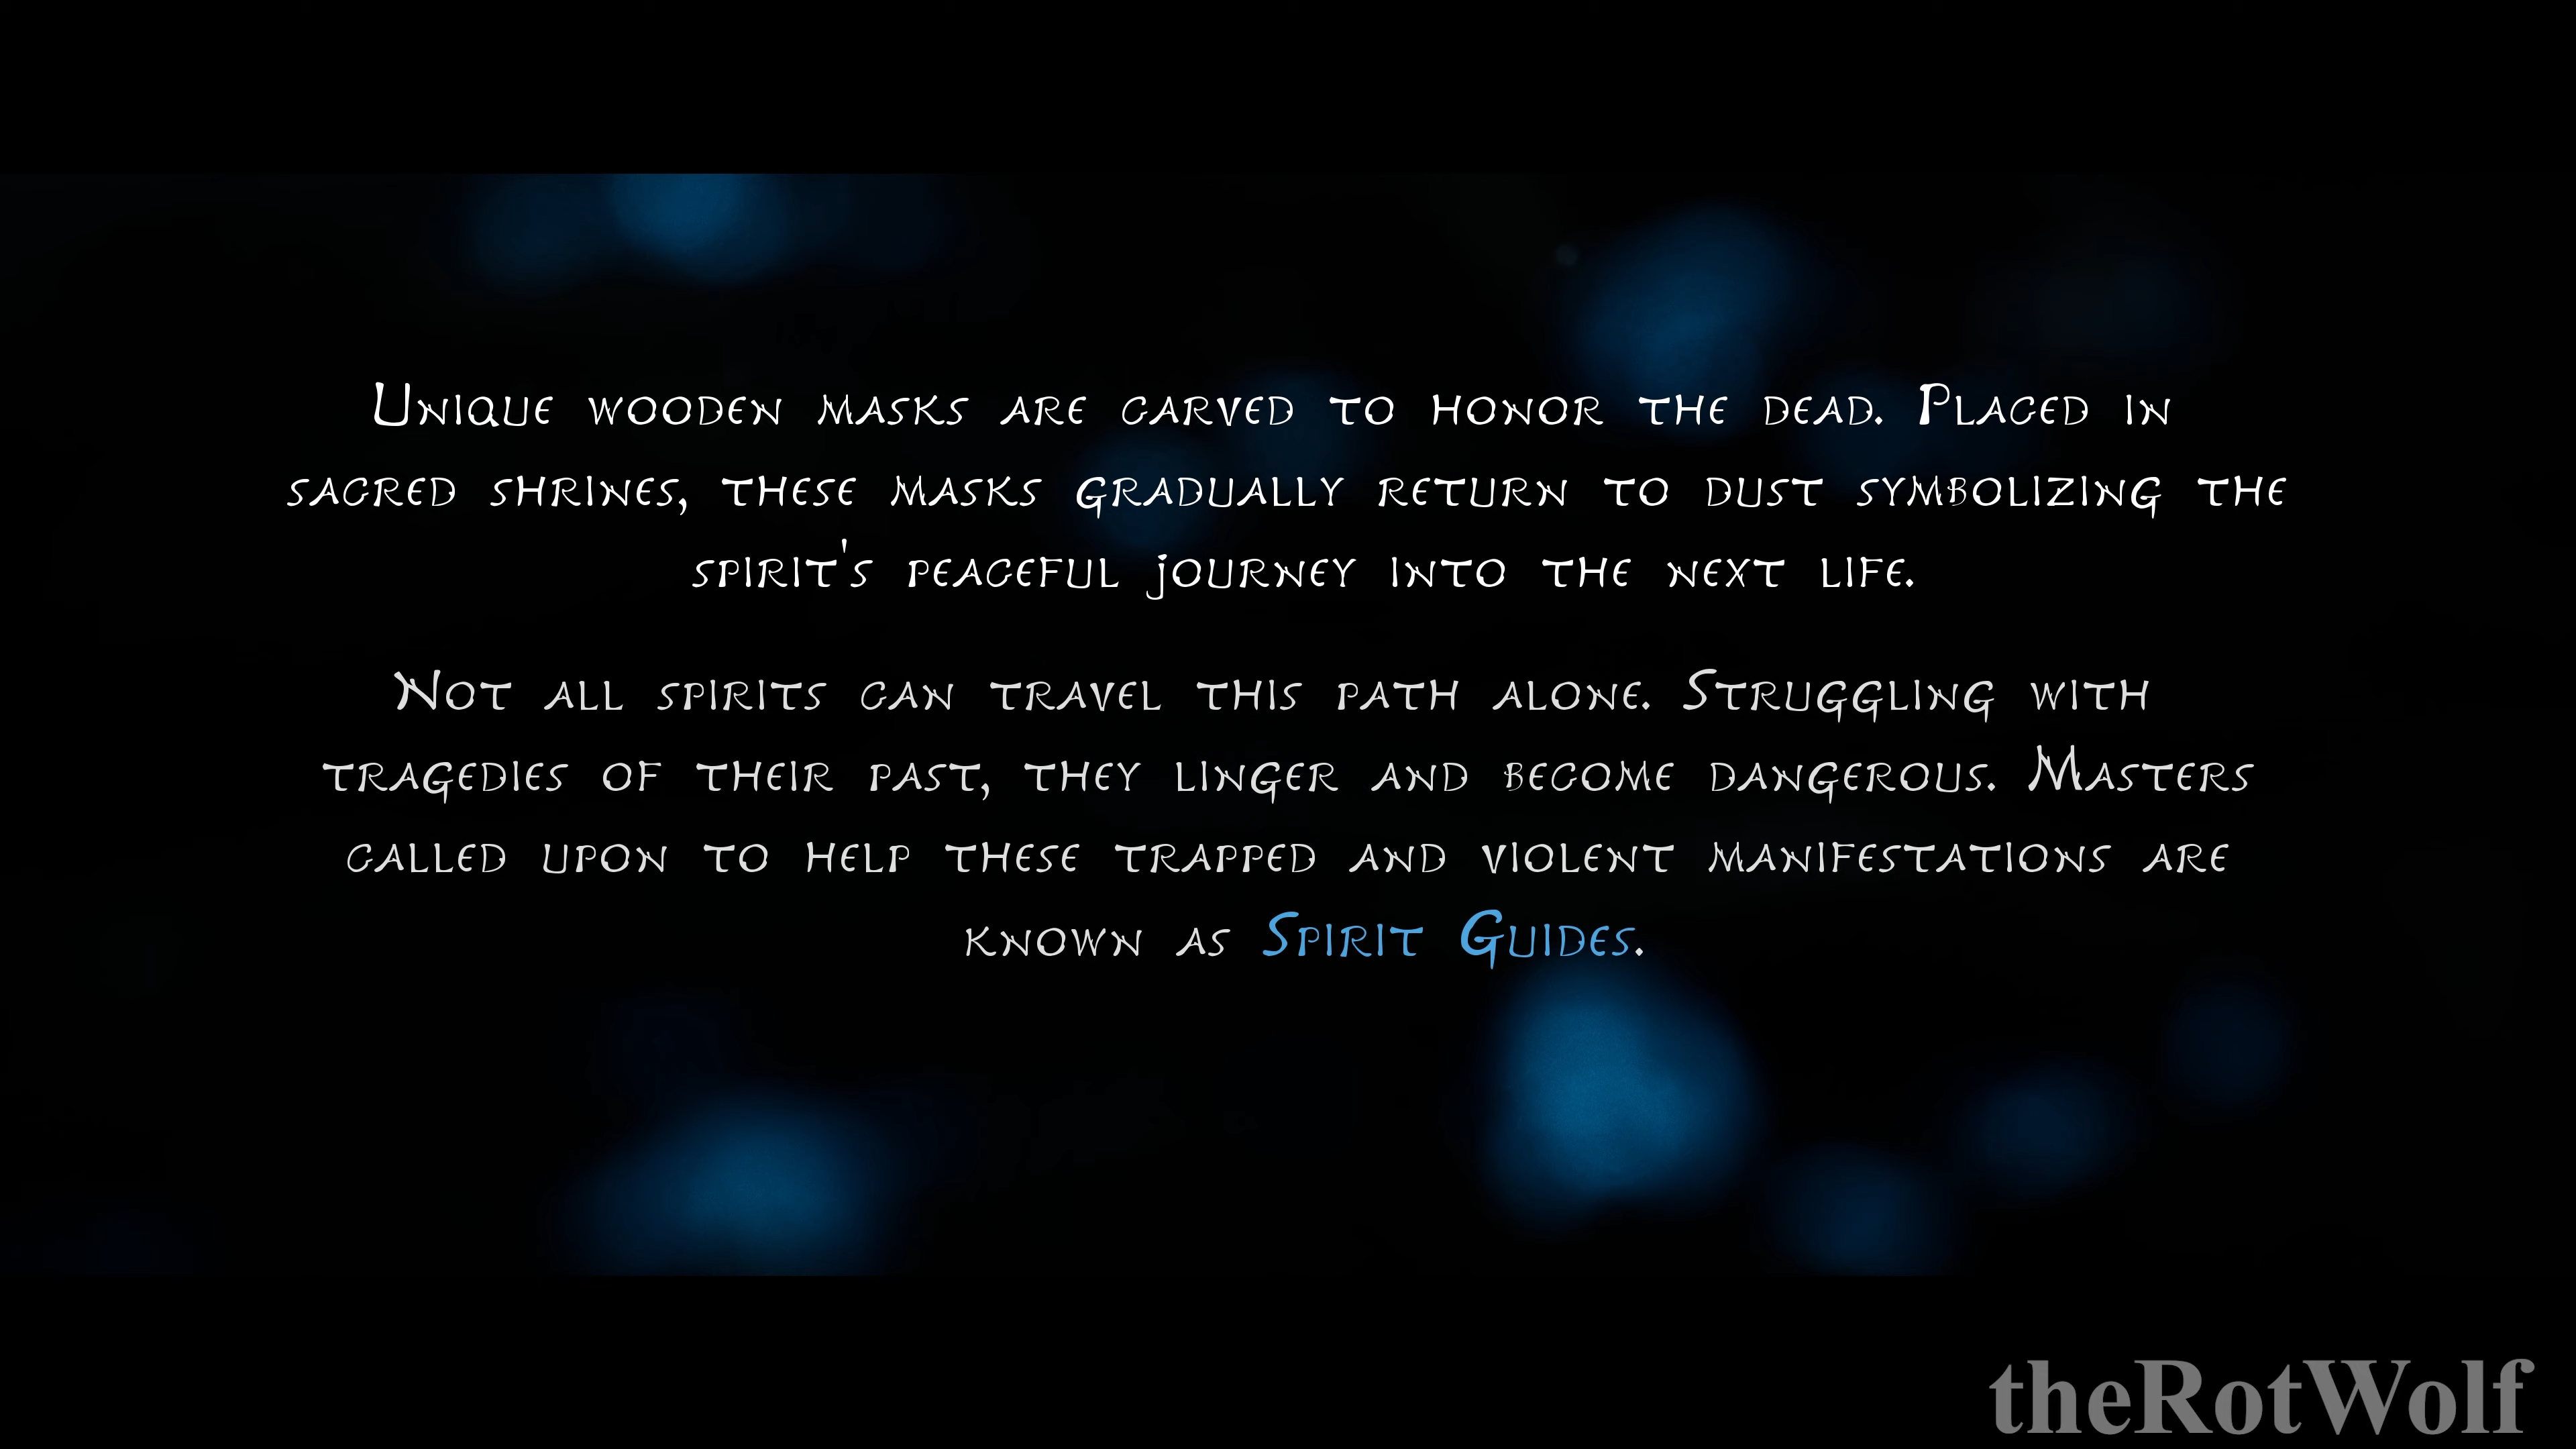 Unique wooden masks are carved to honor the dead. Placed in
sacred shrines, these masks gradually return to dust symbolizing the
spirit's peaceful journey into the next life.
Not all spirits can travel this path alone. Struggling with
tragedies of their past, they linger and become dangerous. Masters
called upon to help these trapped and violent manifestations are
known as Spirit Guides.
theRotWolf